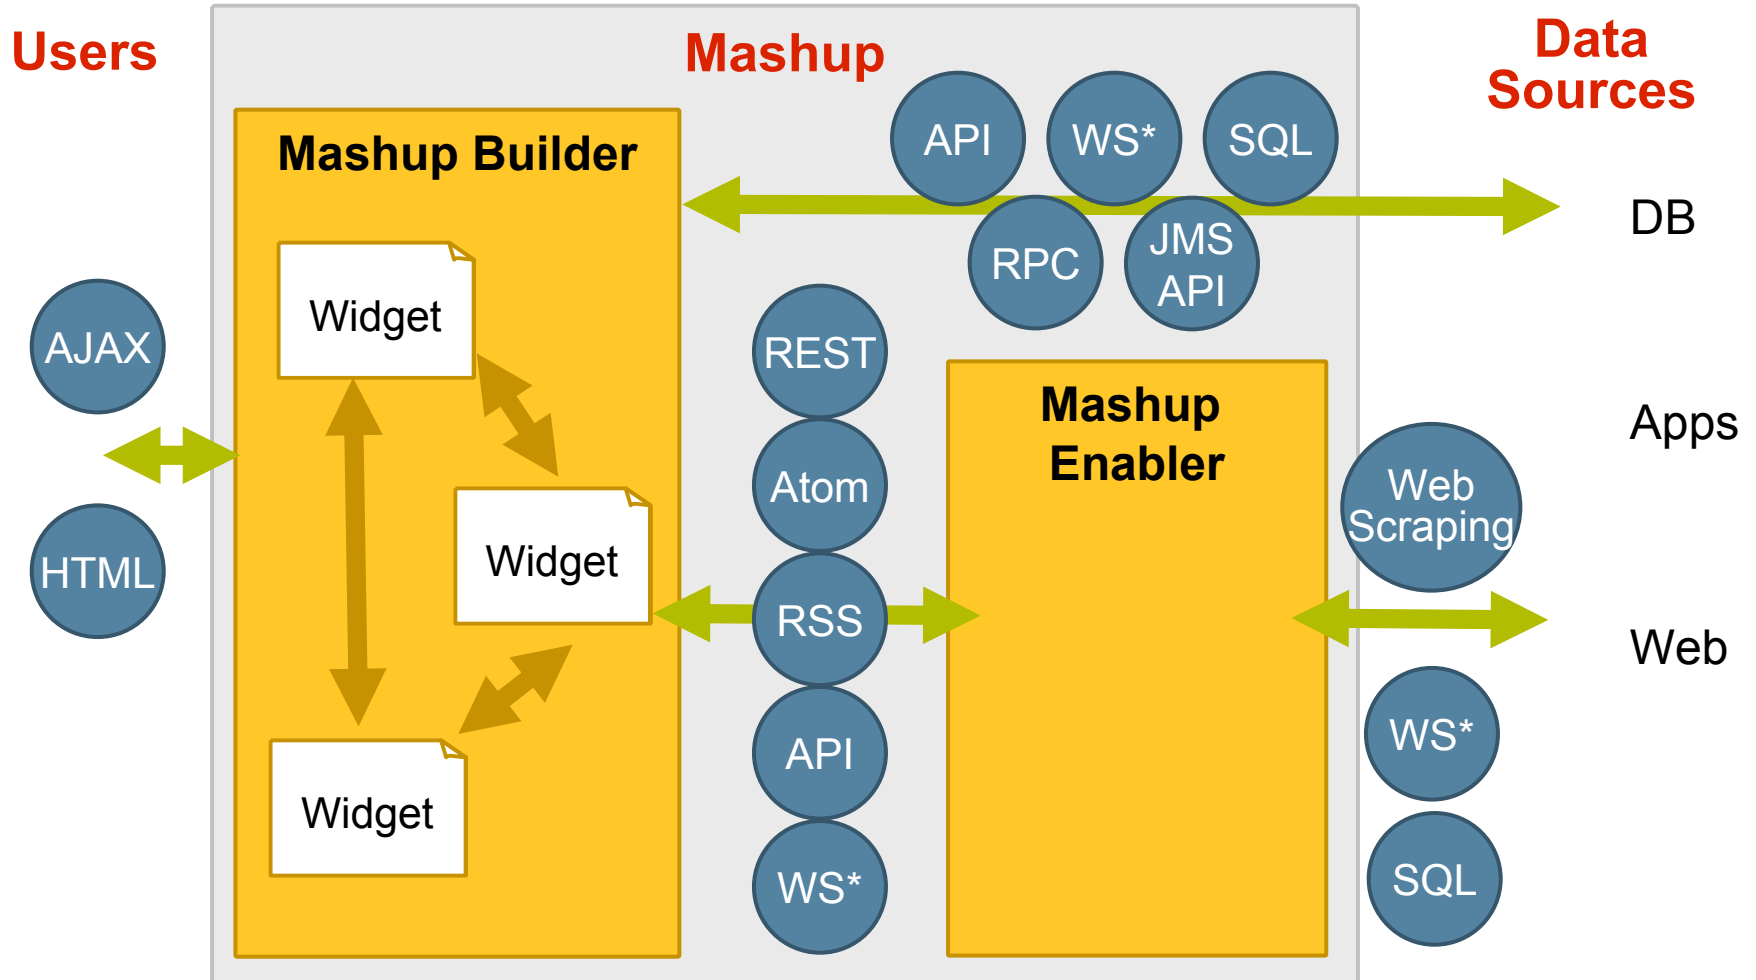 Users
Mashup
Data
Sources
Mashup Builder
API
WS*
SQL
RPC
JMS
API
DB
Widget
AJAX
REST
Mashup
Enabler
Apps
Atom
Web
Scraping
Widget
HTML
RSS
Web
API
WS*
Widget
WS*
SQL